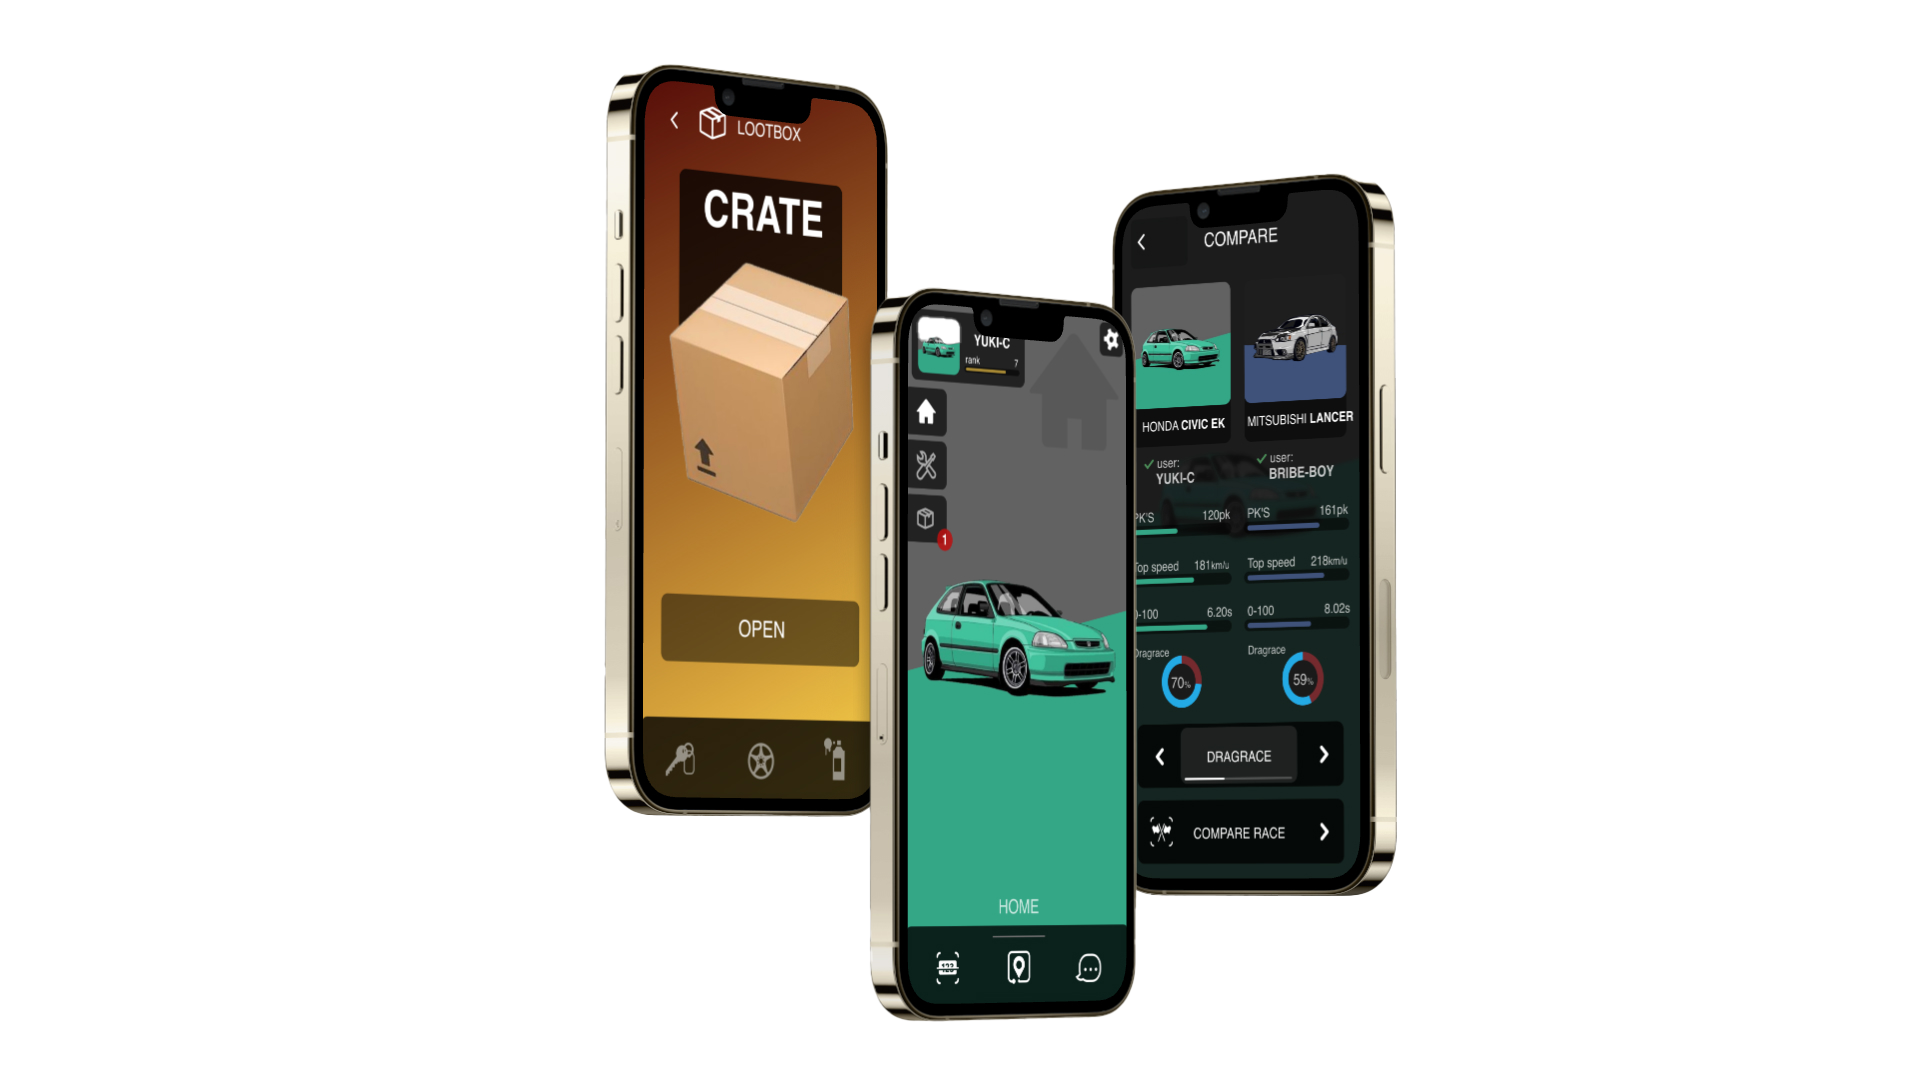 LOOTBOX
CRATE
OPEN
YUKI-C
rank 7
1
HOME
123
COMPARE
HONDA CIVIC EK
MITSUBISHI LANCER
user:
YUKI-C
user:
BRIBE-BOY
PK'S 120pk
PK'S 161pk
Top speed 181km/u
Top speed 218km/u
0-100 6.20s
0-100 8.02s
Dragrace
Dragrace
70%
59%
DRAGRACE
COMPARE RACE